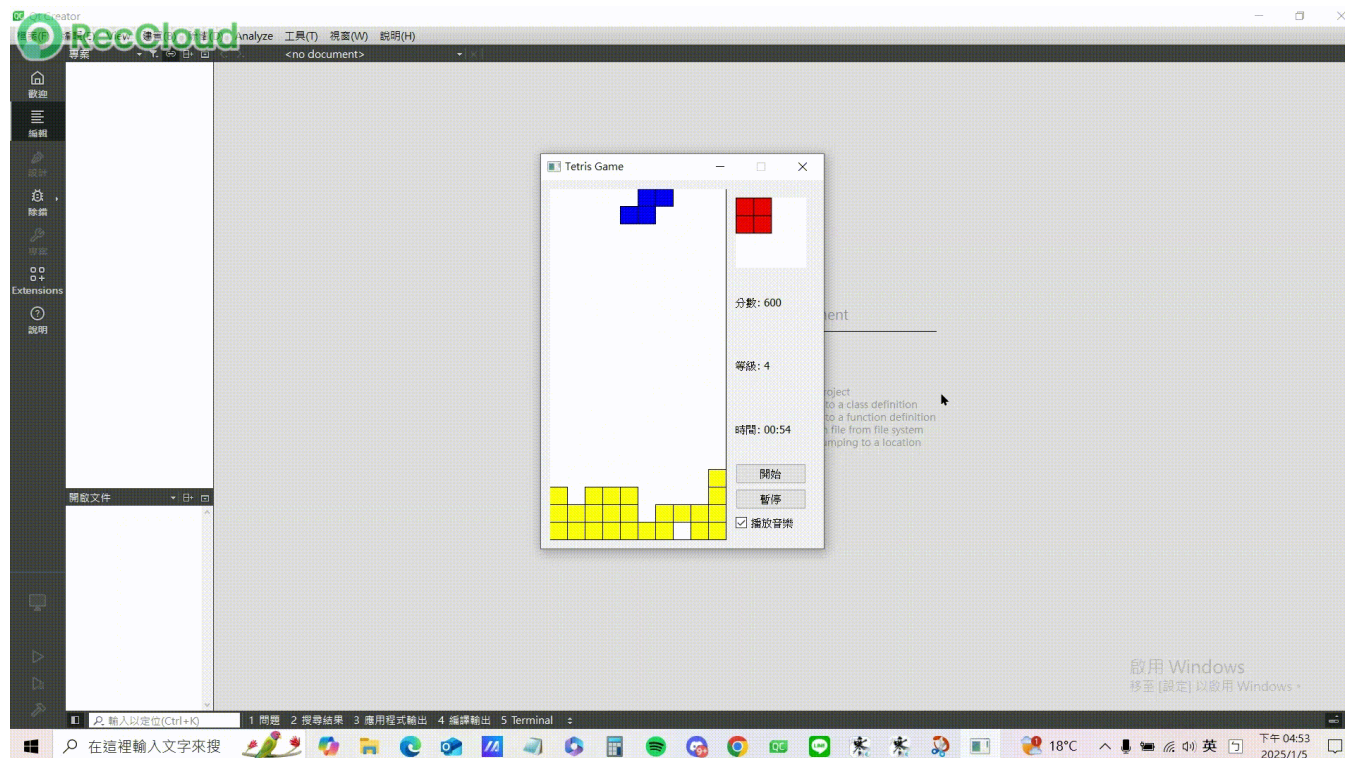 Qt Creator
RecCloud
View
Analyze 工具(T) 視窗(W) 說明(H)
專案
<no document>
歡迎
編輯
設計
除錯
專案
Extensions
說明
Tetris Game
分數: 600
等級: 4
時間: 00:54
開始
暫停
播放音樂
ment
roject
to a class definition
to a function definition
file from file system
umping to a location
開啟文件
啟用 Windows
移至 [設定] 以啟用 Windows。
輸入以定位(Ctrl+K)
1 問題 2 搜尋結果 3 應用程式輸出 4 編譯輸出 5 Terminal
在這裡輸入文字來搜
18°C
英
下午 04:53
2025/1/5